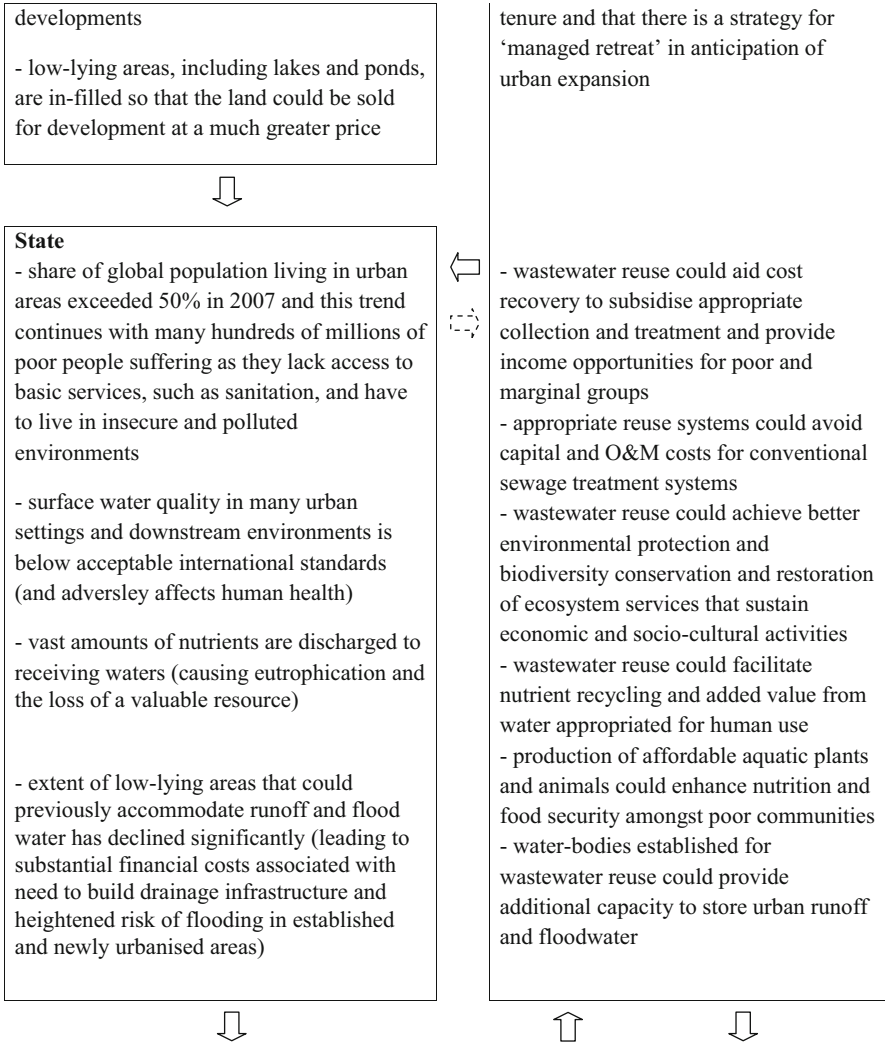 developments
- low-lying areas, including lakes and ponds,
are in-filled so that the land could be sold
for development at a much greater price
State
- share of global population living in urban
areas exceeded 50% in 2007 and this trend
continues with many hundreds of millions of
poor people suffering as they lack access to
basic services, such as sanitation, and have
to live in insecure and polluted
environments
- surface water quality in many urban
settings and downstream environments is
below acceptable international standards
(and adversley affects human health)
- vast amounts of nutrients are discharged to
receiving waters (causing eutrophication and
the loss of a valuable resource)
- extent of low-lying areas that could
previously accommodate runoff and flood
water has declined significantly (leading to
substantial financial costs associated with
need to build drainage infrastructure and
heightened risk of flooding in established
and newly urbanised areas)
tenure and that there is a strategy for
‘managed retreat’ in anticipation of
urban expansion
- wastewater reuse could aid cost
recovery to subsidise appropriate
collection and treatment and provide
income opportunities for poor and
marginal groups
- appropriate reuse systems could avoid
capital and O&M costs for conventional
sewage treatment systems
- wastewater reuse could achieve better
environmental protection and
biodiversity conservation and restoration
of ecosystem services that sustain
economic and socio-cultural activities
- wastewater reuse could facilitate
nutrient recycling and added value from
water appropriated for human use
- production of affordable aquatic plants
and animals could enhance nutrition and
food security amongst poor communities
- water-bodies established for
wastewater reuse could provide
additional capacity to store urban runoff
and floodwater